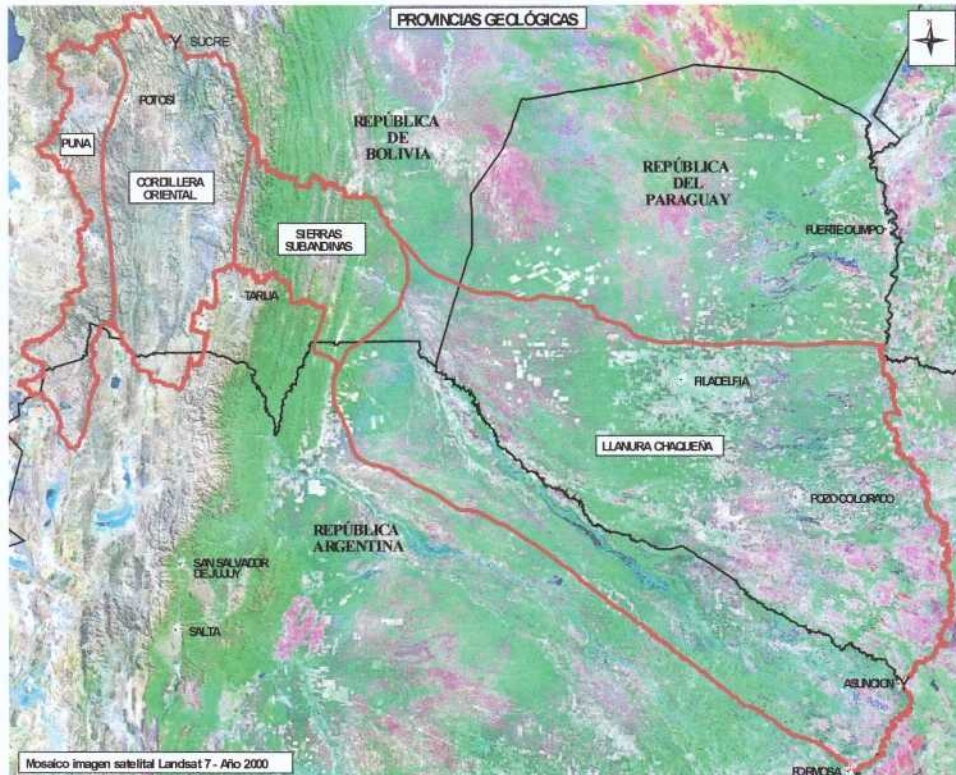 PROVINCIAS GEOLÓGICAS
N
SUCRE
POTOSÍ
PUNA
CORDILLERA
ORIENTAL
REPÚBLICA
DE
BOLIVIA
REPÚBLICA
DEL
PARAGUAY
FUERTE OLIMPO
SIERRAS
SUBANDINAS
TARIJA
FILADELFIA
LLANURA CHAQUEÑA
POZO COLORADO
REPÚBLICA
ARGENTINA
SAN SALVADOR
DE JUJUY
SALTA
ASUNCION
FORMOSA
Mosaico imagen satelital Landsat 7 - Año 2000